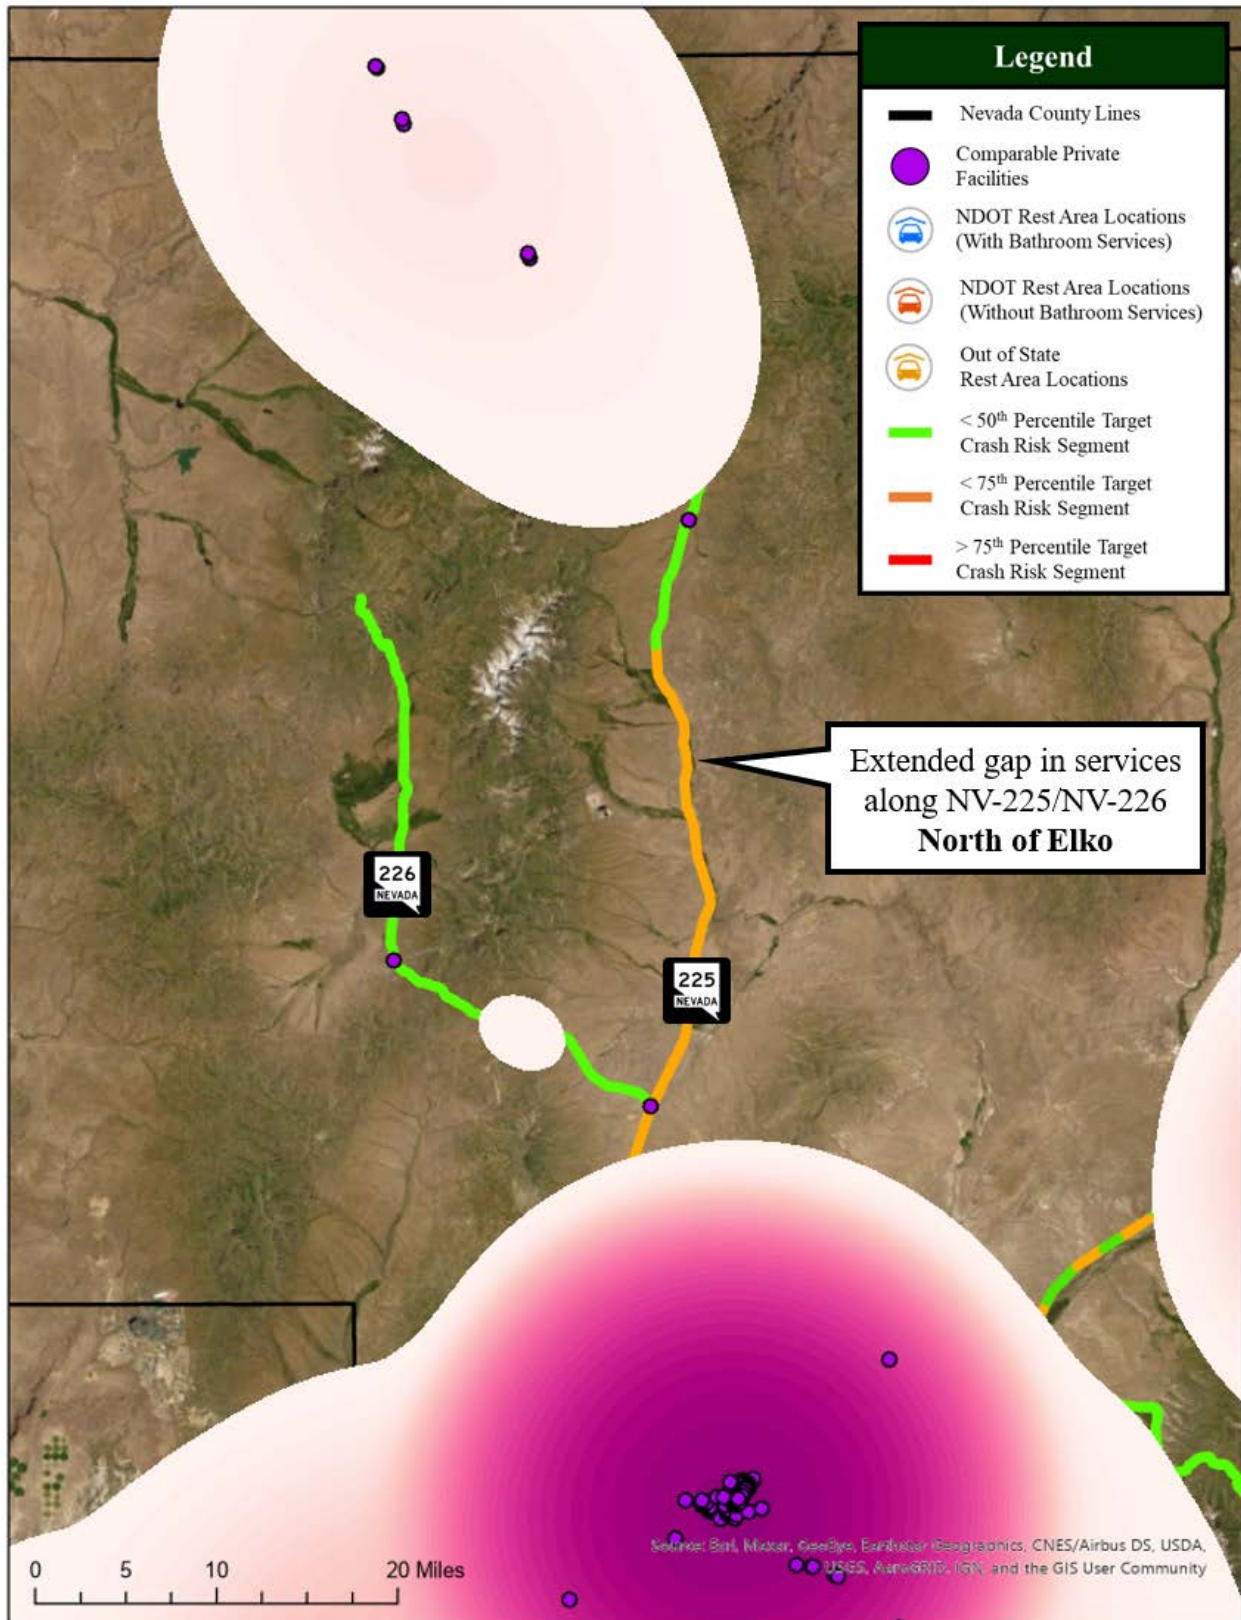 Legend
Nevada County Lines
Comparable Private
Facilities
NDOT Rest Area Locations
(With Bathroom Services)
NDOT Rest Area Locations
(Without Bathroom Services)
Out of State
Rest Area Locations
< 50th Percentile Target
Crash Risk Segment
< 75th Percentile Target
Crash Risk Segment
> 75th Percentile Target
Crash Risk Segment
Extended gap in services
along NV-225/NV-226
North of Elko
226
NEVADA
225
NEVADA
Source: Esri, Maxar, GeoEye, Earthstar Geographics, CNES/Airbus DS, USDA,
USGS, AeroGRID, IGN, and the GIS User Community
0 5 10 20 Miles